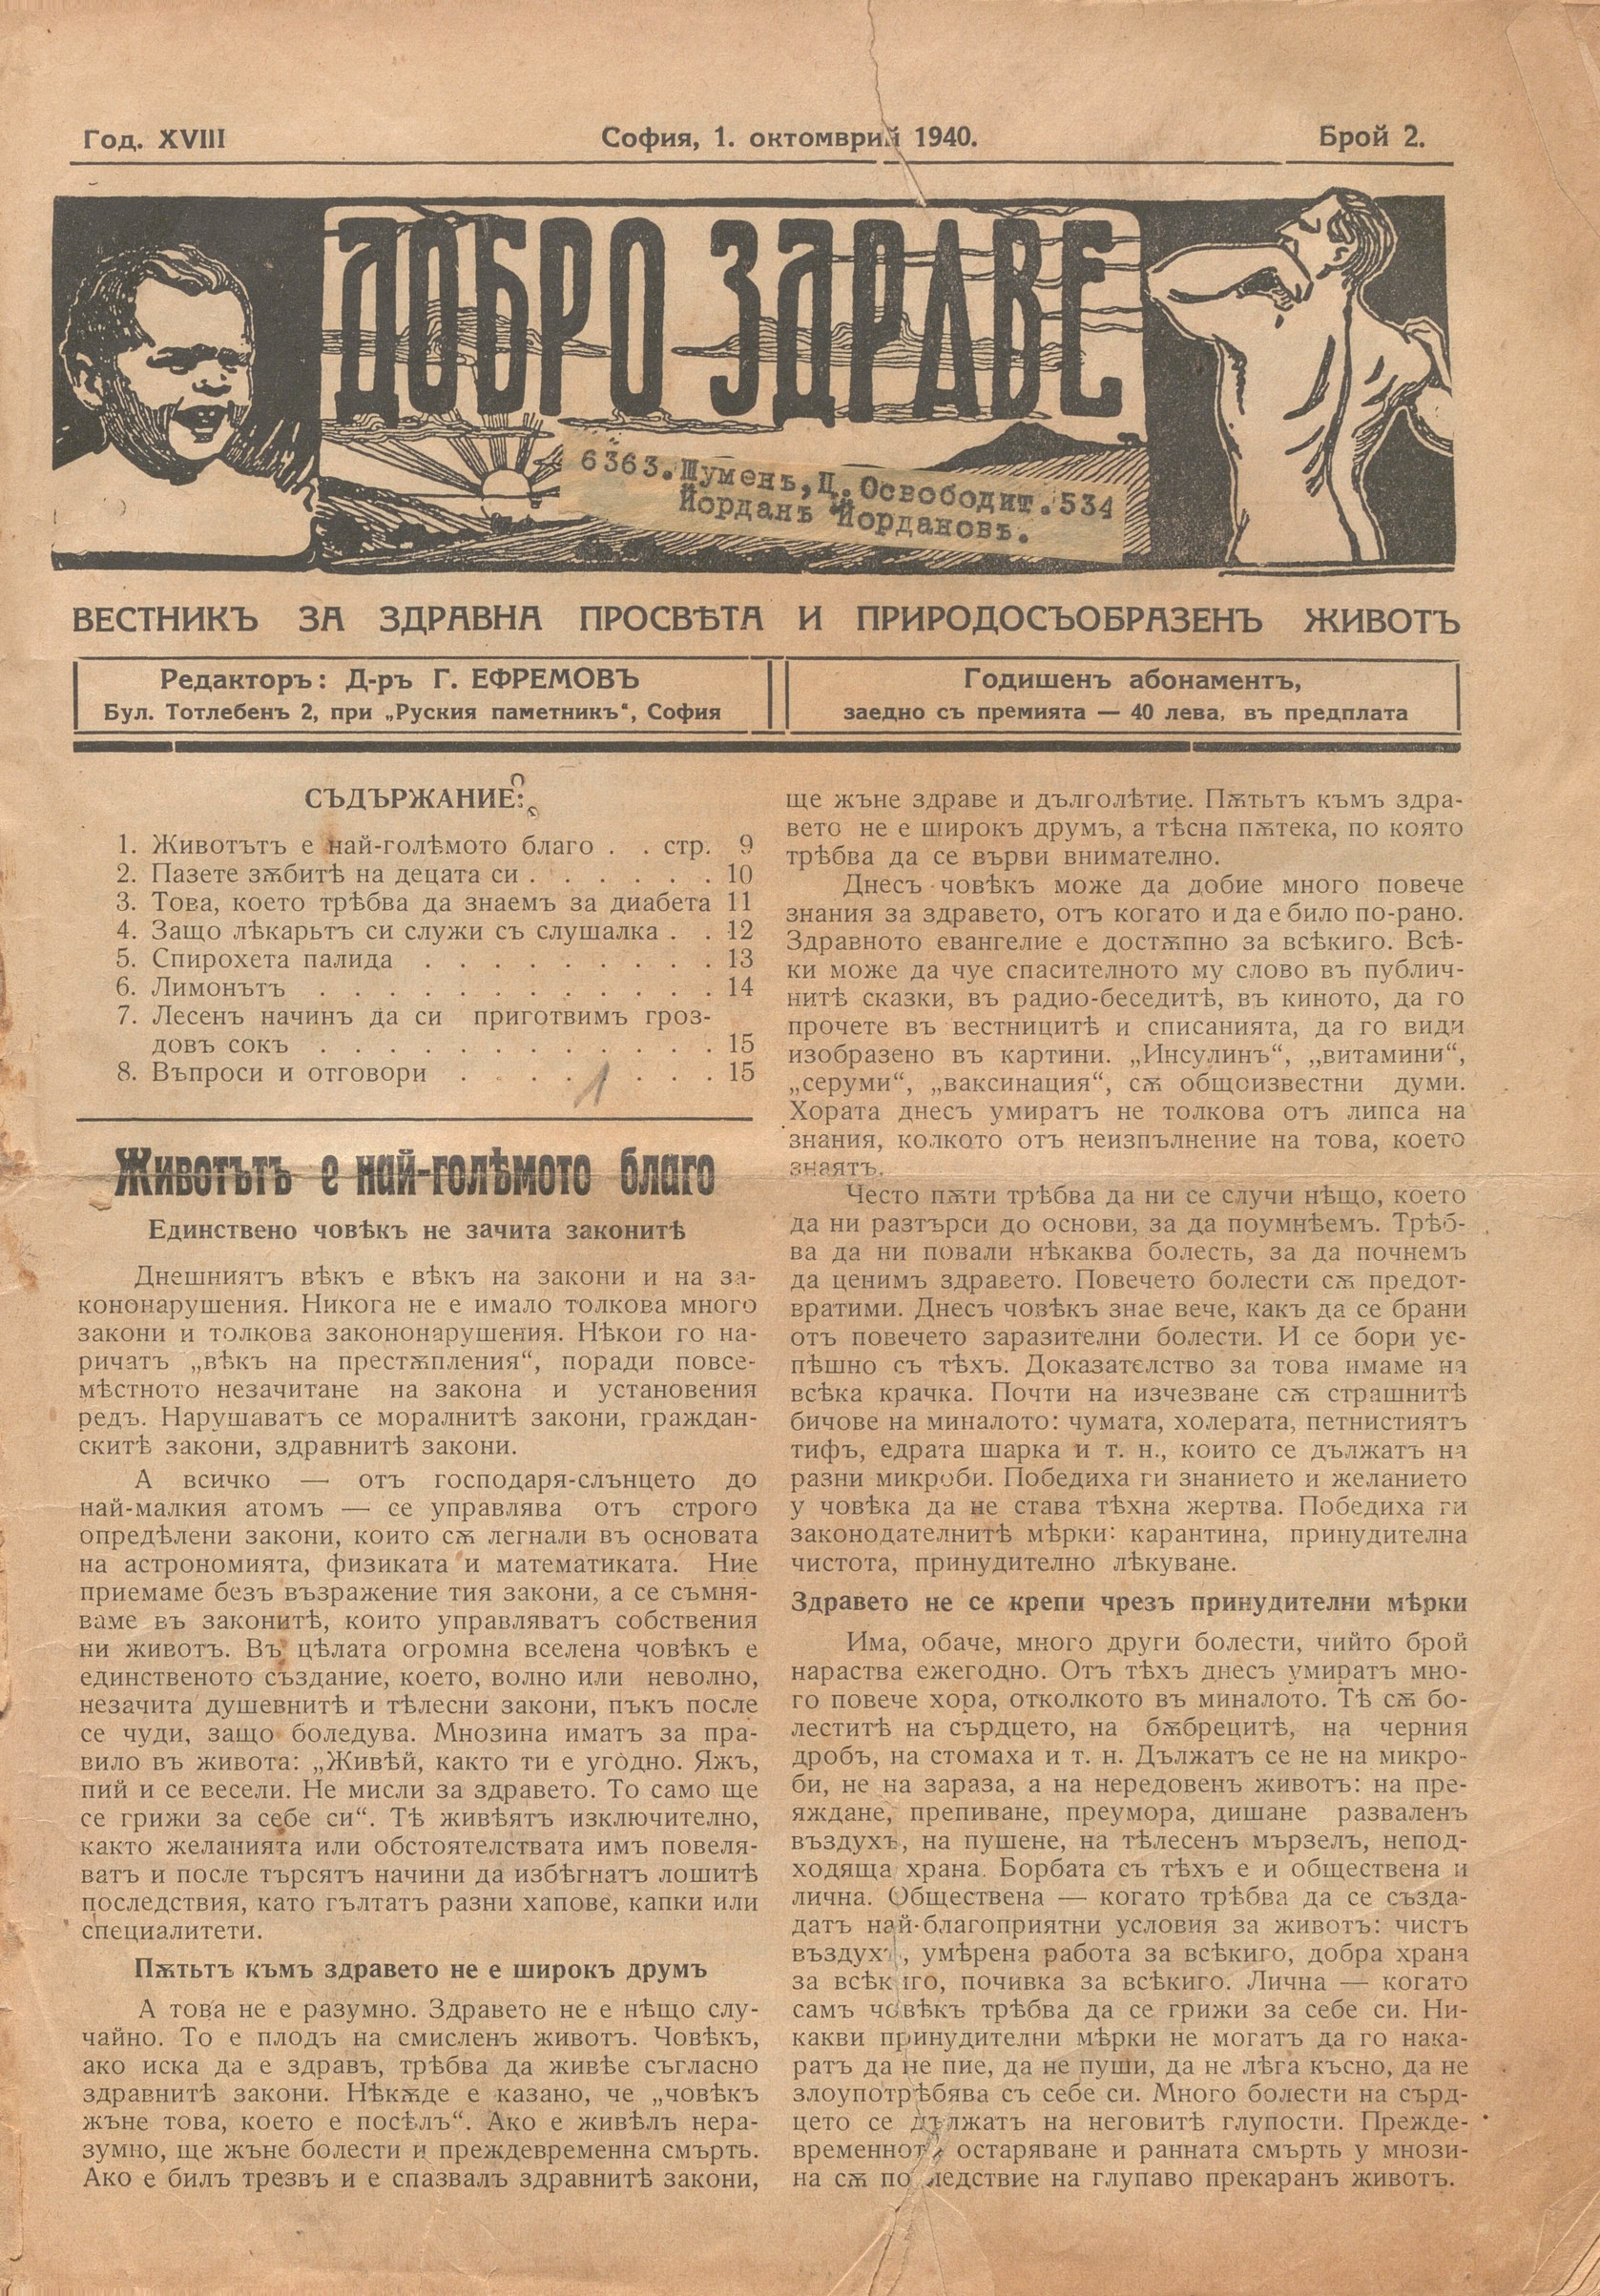 Год. XVIII
София, 1. октомврий 1940.
Брой 2.
ДОБРО ЗДРАВЕ
6363. Шуменъ, Ц. Освободит. 534
Йорданъ Йордановъ.
ВЕСТНИКЪ ЗА ЗДРАВНА ПРОСВѢТА И ПРИРОДОСЪОБРАЗЕНЪ ЖИВОТЪ
Редакторъ: Д-ръ Г. ЕФРЕМОВЪ
Бул. Тотлебенъ 2, при „Руския паметникъ“, София
Годишенъ абонаментъ,
заедно съ премията — 40 лева, въ предплата
СЪДЪРЖАНИЕ:
1. Животътъ е най-голѣмото благо . . стр. 9
2. Пазете зѫбитѣ на децата си . . . . . . . 10
3. Това, което трѣбва да знаемъ за диабета 11
4. Защо лѣкарьтъ си служи съ слушалка . . 12
5. Спирохета палида . . . . . . . . . 13
6. Лимонътъ . . . . . . . . . . . . 14
7. Лесенъ начинъ да си приготвимъ гроз-
довъ сокъ . . . . . . . . . . . . 15
8. Въпроси и отговори . . . . . . . . 15
Животътъ е най-голѣмото благо
Единствено човѣкъ не зачита законитѣ
Днешниятъ вѣкъ е вѣкъ на закони и на за-
кононарушения. Никога не е имало толкова много
закони и толкова закононарушения. Нѣкои го на-
ричатъ „вѣкъ на престѫпления“, поради повсе-
мѣстното незачитане на закона и установения
редъ. Нарушаватъ се моралнитѣ закони, граждан-
скитѣ закони, здравнитѣ закони.
А всичко — отъ господаря-слънцето до
най-малкия атомъ — се управлява отъ строго
опредѣлени закони, които сѫ легнали въ основата
на астрономията, физиката и математиката. Ние
приемаме безъ възражение тия закони, а се съмня-
ваме въ законитѣ, които управляватъ собствения
ни животъ. Въ цѣлата огромна вселена човѣкъ е
единственото създание, което, волно или неволно,
незачита душевнитѣ и тѣлесни закони, пъкъ после
се чуди, защо боледува. Мнозина иматъ за пра-
вило въ живота: „Живѣй, както ти е угодно. Яжъ,
пий и се весели. Не мисли за здравето. То само ще
се грижи за себе си“. Тѣ живѣятъ изключително,
както желанията или обстоятелствата имъ повеля-
ватъ и после търсятъ начини да избѣгнатъ лошитѣ
последствия, като гълтатъ разни хапове, капки или
специалитети.
Пѫтьтъ къмъ здравето не е широкъ друмъ
А това не е разумно. Здравето не е нѣщо слу-
чайно. То е плодъ на смисленъ животъ. Човѣкъ,
ако иска да е здравъ, трѣбва да живѣе съгласно
здравнитѣ закони. Нѣкѫде е казано, че „човѣкъ
жъне това, което е посѣлъ“. Ако е живѣлъ нера-
зумно, ще жъне болести и преждевременна смърть.
Ако е билъ трезвъ и е спазвалъ здравнитѣ закони,
ще жъне здраве и дълголѣтие. Пѫтьтъ къмъ здра-
вето не е широкъ друмъ, а тѣсна пѫтека, по която
трѣбва да се върви внимателно.
Днесъ човѣкъ може да добие много повече
знания за здравето, отъ когато и да е било по-рано.
Здравното евангелие е достѫпно за всѣкиго. Всѣ-
ки може да чуе спасителното му слово въ публич-
нитѣ сказки, въ радио-беседитѣ, въ киното, да го
прочете въ вестницитѣ и списанията, да го види
изобразено въ картини. „Инсулинъ“, „витамини“,
„серуми“, „ваксинация“, сѫ общоизвестни думи.
Хората днесъ умиратъ не толкова отъ липса на
знания, колкото отъ неизпълнение на това, което
знаятъ.
Често пѫти трѣбва да ни се случи нѣщо, което
да ни разтърси до основи, за да поумнѣемъ. Трѣб-
ва да ни повали нѣкаква болесть, за да почнемъ
да ценимъ здравето. Повечето болести сѫ предот-
вратими. Днесъ човѣкъ знае вече, какъ да се брани
отъ повечето заразителни болести. И се бори ус-
пѣшно съ тѣхъ. Доказателство за това имаме на
всѣка крачка. Почти на изчезване сѫ страшнитѣ
бичове на миналото: чумата, холерата, петнистиятъ
тифъ, едрата шарка и т. н., които се дължатъ на
разни микроби. Победиха ги знанието и желанието
у човѣка да не става тѣхна жертва. Победиха ги
законодателнитѣ мѣрки: карантина, принудителна
чистота, принудително лѣкуване.
Здравето не се крепи чрезъ принудителни мѣрки
Има, обаче, много други болести, чийто брой
нараства ежегодно. Отъ тѣхъ днесъ умиратъ мно-
го повече хора, отколкото въ миналото. Тѣ сѫ бо-
леститѣ на сърдцето, на бѫбрецитѣ, на черния
дробъ, на стомаха и т. н. Дължатъ се не на микро-
би, не на зараза, а на нередовенъ животъ: на пре-
яждане, препиване, преумора, дишане разваленъ
въздухъ, на пушене, на тѣлесенъ мързелъ, непод-
ходяща храна. Борбата съ тѣхъ е и обществена и
лична. Обществена — когато трѣбва да се създа-
датъ най-благоприятни условия за животъ: чистъ
въздухъ, умѣрена работа за всѣкиго, добра храна
за всѣкиго, почивка за всѣкиго. Лична — когато
самъ човѣкъ трѣбва да се грижи за себе си. Ни-
какви принудителни мѣрки не могатъ да го нака-
ратъ да не пие, да не пуши, да не лѣга късно, да не
злоупотрѣбява съ себе си. Много болести на сърд-
цето се дължатъ на неговитѣ глупости. Прежде-
временното остаряване и ранната смърть у мнози-
на сѫ последствие на глупаво прекаранъ животъ.